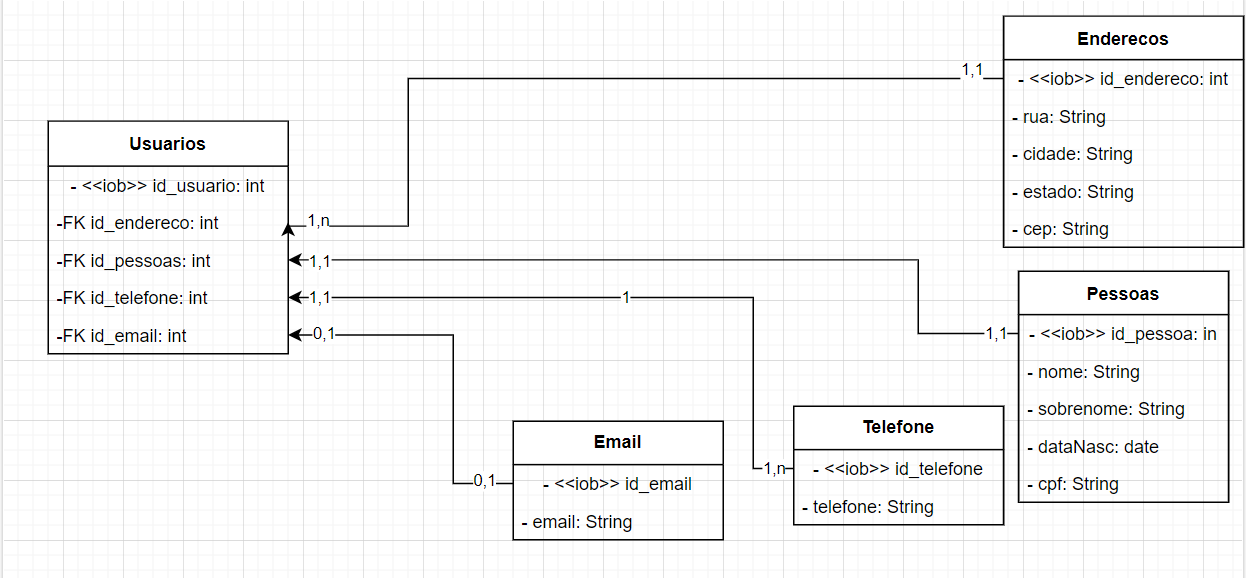 Usuarios
- <<iob>> id_usuario: int
-FK id_endereco: int
-FK id_pessoas: int
-FK id_telefone: int
-FK id_email: int
1,n
1,1
1,1
0,1
1
1,1
1,1
1,n
0,1
Enderecos
- <<iob>> id_endereco: int
- rua: String
- cidade: String
- estado: String
- cep: String
Pessoas
- <<iob>> id_pessoa: in
- nome: String
- sobrenome: String
- dataNasc: date
- cpf: String
Telefone
- <<iob>> id_telefone
- telefone: String
Email
- <<iob>> id_email
- email: String